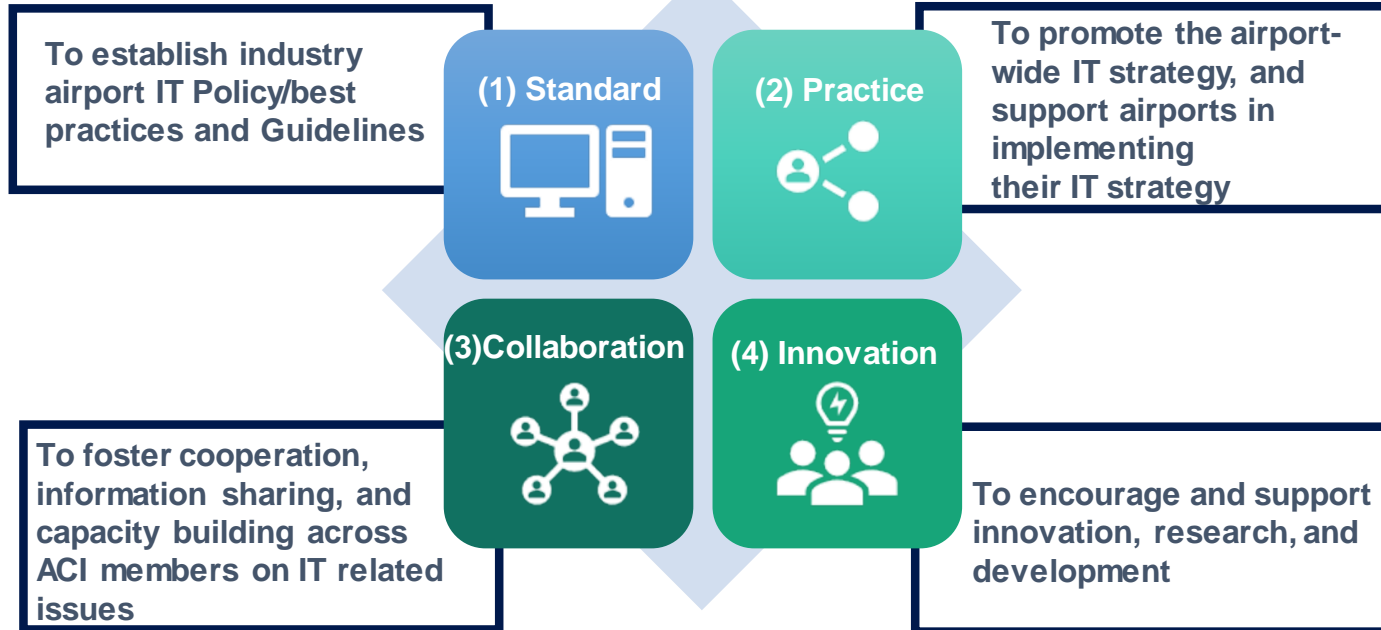 To establish industry
airport IT Policy/best
practices and Guidelines
(1) Standard
(2) Practice
To promote the airport-
wide IT strategy, and
support airports in
implementing
their IT strategy
(3)Collaboration
(4) Innovation
To foster cooperation,
information sharing, and
capacity building across
ACI members on IT related
issues
To encourage and support
innovation, research, and
development